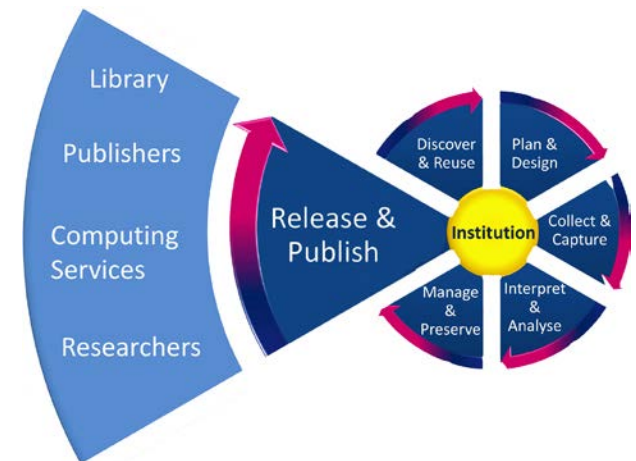 Library
Publishers
Computing
Services
Researchers
Release &
Publish
Discover
& Reuse
Plan &
Design
Institution
Collect &
Capture
Manage
&
Preserve
Interpret
&
Analyse